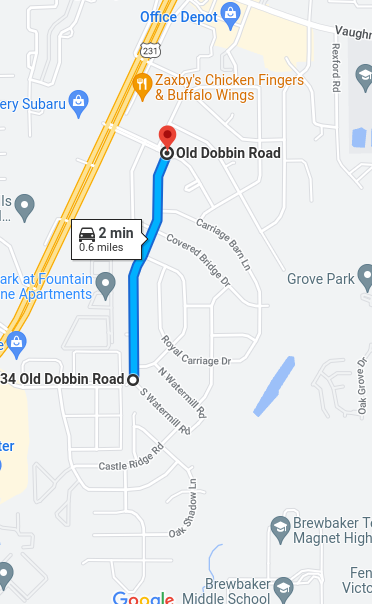 Office Depot
Vaughn
231
Rexford Rd
Zaxby's Chicken Fingers
& Buffalo Wings
ery Subaru
Old Dobbin Road
ls
l...
Carriage Barn Ln
2 min
0.6 miles
Covered Bridge Dr
ark at Fountain
ne Apartments
Grove Park
e
Royal Carriage Dr
34 Old Dobbin Road
N Watermill Rd
S Watermill Rd
Oak Grove Dr
ter
Castle Ridge Rd
Oak Shadow Ln
Brewbaker Te
Magnet High
Fen
Victo
Brewbaker
Middle School
Google